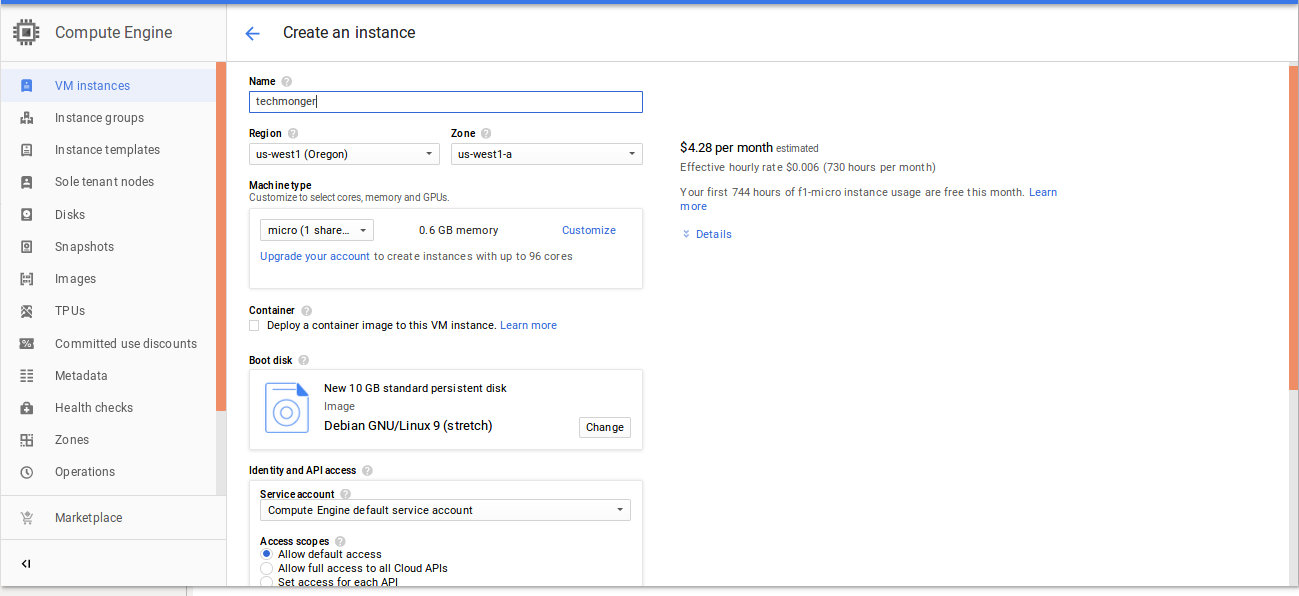 Compute Engine
Create an instance
VM instances
Instance groups
Instance templates
Sole tenant nodes
Disks
Snapshots
Images
TPUs
Committed use discounts
Metadata
Health checks
Zones
Operations
Marketplace
Name
techmonger
Region
Zone
us-west1 (Oregon)
us-west1-a
Machine type
Customize to select cores, memory and GPUs.
micro (1 share...
0.6 GB memory
Customize
Upgrade your account to create instances with up to 96 cores
Container
Deploy a container image to this VM instance. Learn more
Boot disk
New 10 GB standard persistent disk
Image
Debian GNU/Linux 9 (stretch)
Change
Identity and API access
Service account
Compute Engine default service account
Access scopes
Allow default access
Allow full access to all Cloud APIs
Set access for each API
$4.28 per month estimated
Effective hourly rate $0.006 (730 hours per month)
Your first 744 hours of f1-micro instance usage are free this month. Learn
more
Details